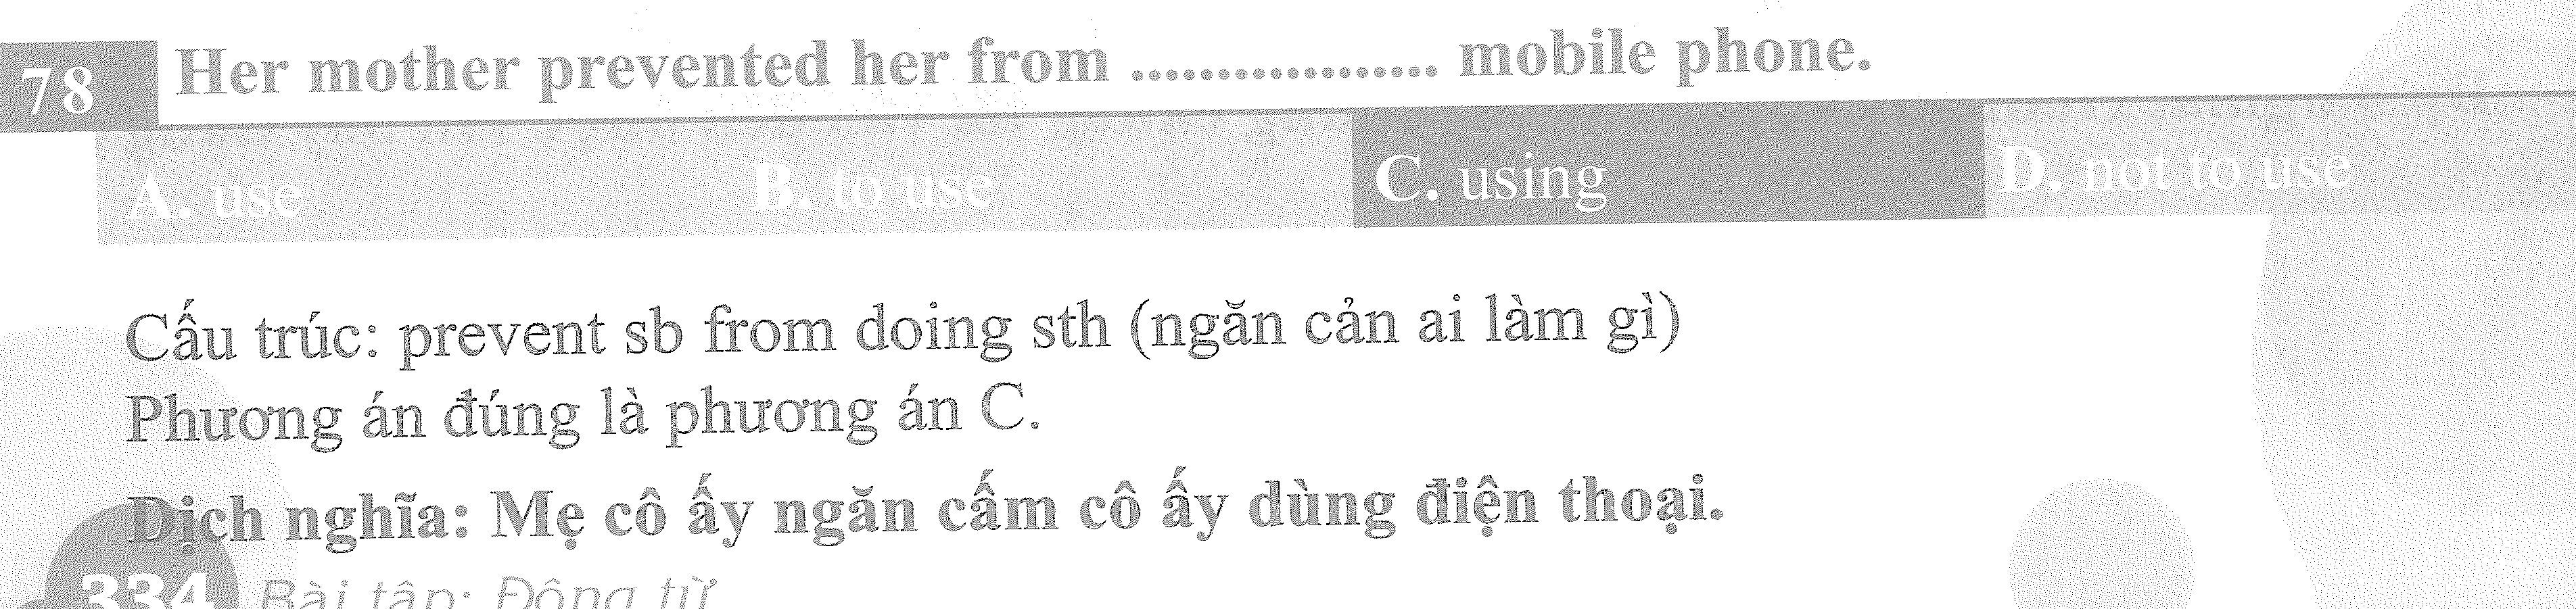 78 Her mother prevented her from ................. mobile phone.
A. use B. to use C. using D. not to use
Cấu trúc: prevent sb from doing sth (ngăn cản ai làm gì)
Phương án đúng là phương án C.
Dịch nghĩa: Mẹ cô ấy ngăn cấm cô ấy dùng điện thoại.
334 Bài tập: Động từ